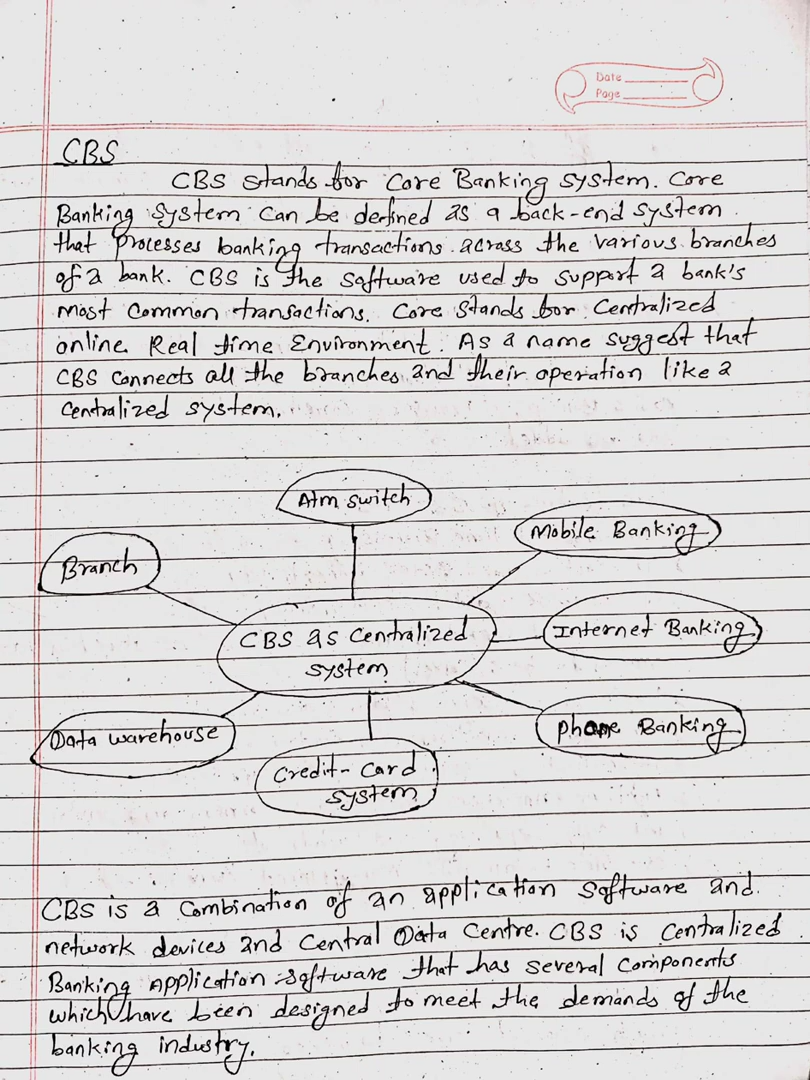 Date
Page
CBS
CBS stands for Core Banking system. Core
Banking system can be defined as a back-end system
that processes banking transactions across the various branches
of a bank. CBS is the software used to support a bank's
most common transactions. Core stands for Centralized
online Real time Environment. As a name suggest that
CBS connects all the branches and their operation like a
centralized system.
Atm switch
Mobile Banking
Branch
CBS as Centralized
system
Internet Banking
Data warehouse
Phone Banking
Credit-Card
system
CBS is a combination of an application software and
network devices and Central Data Centre. CBS is Centralized
Banking Application software that has several components
which have been designed to meet the demands of the
banking industry.